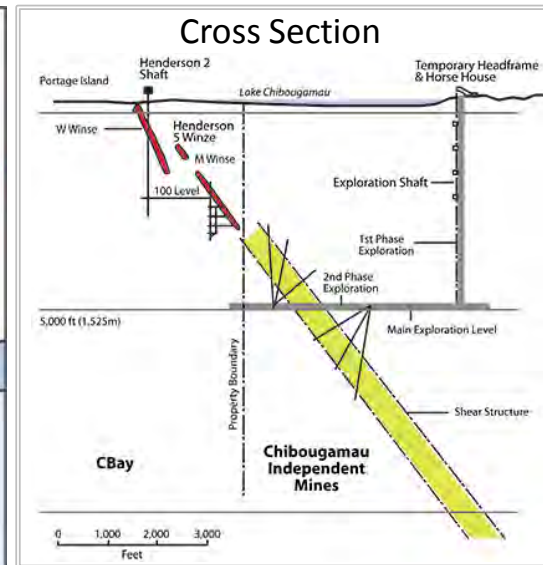 Cross Section
Henderson 2
Shaft
Temporary Headframe
& Horse House
Portage Island
Lake Chibougamau
W Winse
Henderson
S Winze
M Winse
Exploration Shaft
100 Level
1st Phase
Exploration
2nd Phase
Exploration
5,000 ft (1,525m)
Main Exploration Level
Property Boundary
Shear Structure
CBay
Chibougamau
Independent
Mines
0 1,000 2,000 3,000
Feet